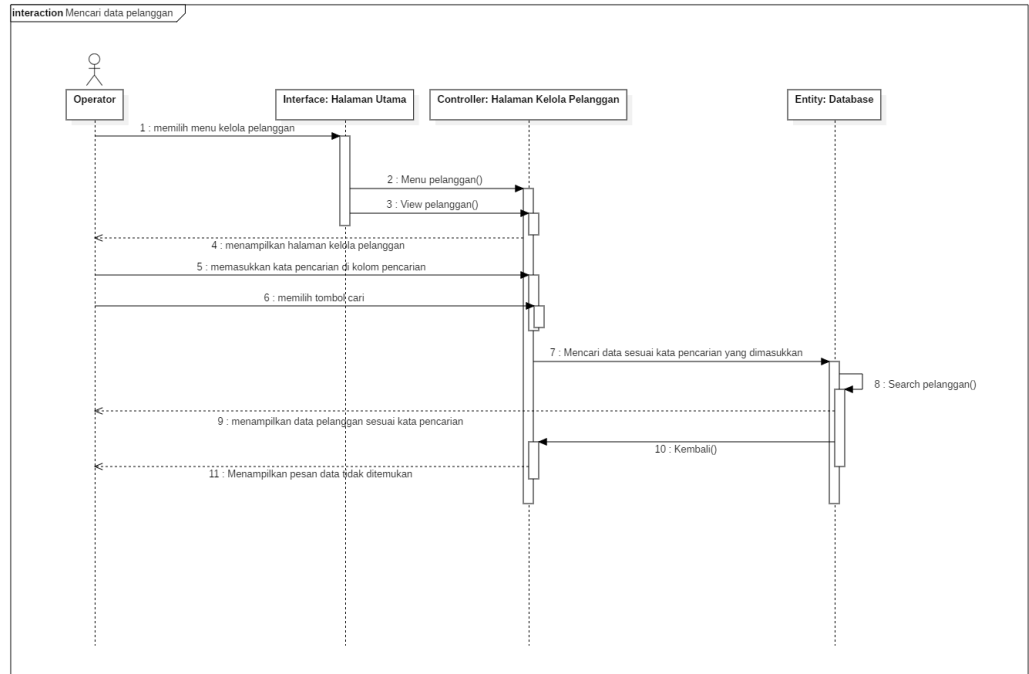 interaction Mencari data pelanggan
Operator
Interface: Halaman Utama
Controller: Halaman Kelola Pelanggan
Entity: Database
1 : memilih menu kelola pelanggan
2 : Menu pelanggan()
3 : View pelanggan()
4 : menampilkan halaman kelola pelanggan
5 : memasukkan kata pencarian di kolom pencarian
6 : memilih tombol cari
7 : Mencari data sesuai kata pencarian yang dimasukkan
8 : Search pelanggan()
9 : menampilkan data pelanggan sesuai kata pencarian
10 : Kembali()
11 : Menampilkan pesan data tidak ditemukan